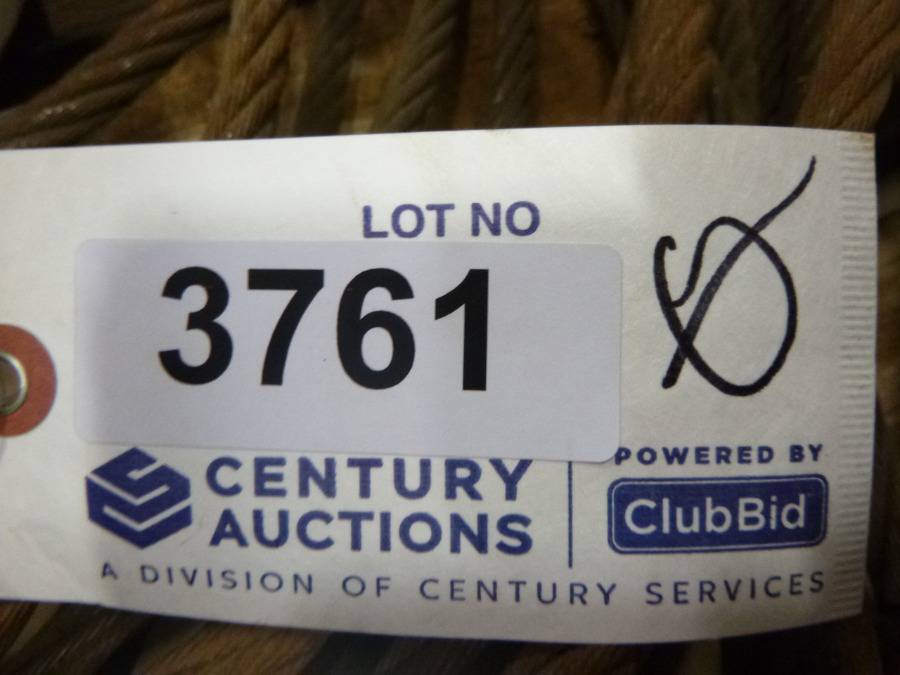 LOT NO
3761
CENTURY
AUCTIONS
POWERED BY
ClubBid
A DIVISION OF CENTURY SERVICES